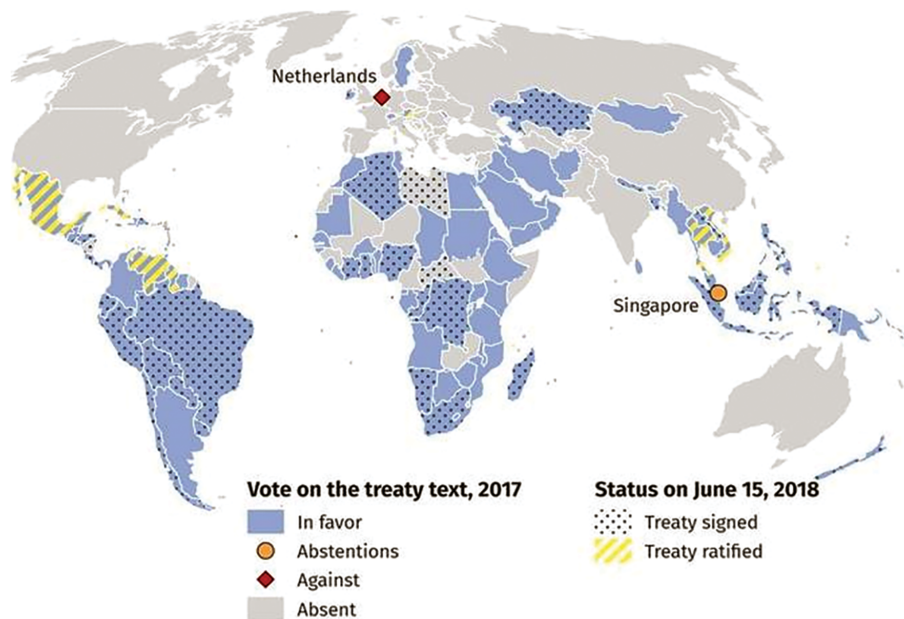 Netherlands
Singapore
Vote on the treaty text, 2017
In favor
Abstentions
Against
Absent
Status on June 15, 2018
Treaty signed
Treaty ratified